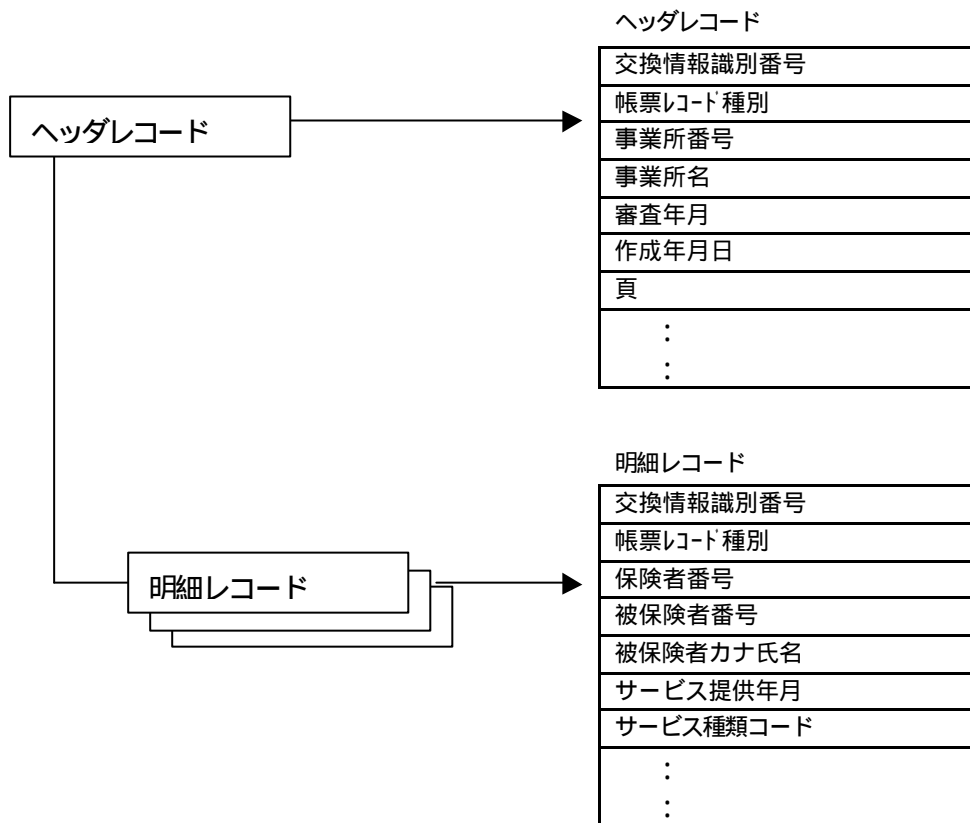 ヘッダレコード
ヘッダレコード
交換情報識別番号
帳票ﾚｺｰﾄﾞ種別
事業所番号
事業所名
審査年月
作成年月日
頁
：
：
明細レコード
明細レコード
交換情報識別番号
帳票ﾚｺｰﾄﾞ種別
保険者番号
被保険者番号
被保険者カナ氏名
サービス提供年月
サービス種類コード
：
：